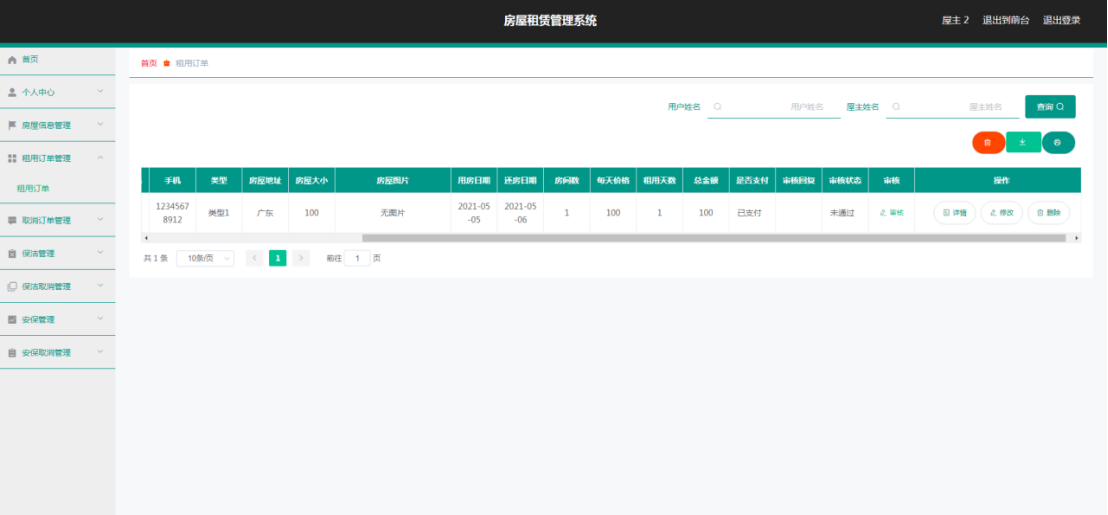 房屋租赁管理系统
屋主 2 退出到前台 退出登录
首页
个人中心
房屋信息管理
租用订单管理
租用订单
取消订单管理
保洁管理
保洁取消管理
安保管理
安保取消管理
首页 租用订单
用户姓名 用户姓名 屋主姓名 屋主姓名 查询
手机 类型 房屋地址 房屋大小 房屋图片 用房日期 还房日期 房间数 每天价格 租用天数 总金额 是否支付 审核回复 审核状态 审核 操作
1234567 2021-05 2021-05
8912 类型1 广东 100 无图片 -05 -06 1 100 1 100 已支付 未通过 审核 详情 修改 删除
共 1 条 10条/页 1 前往 1 页